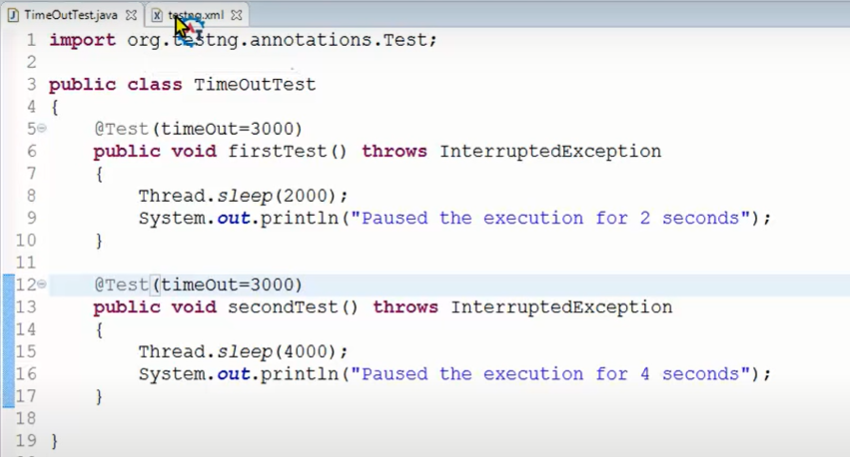 TimeOutTest.java testng.xml
1 import org.testng.annotations.Test;
2
3 public class TimeOutTest
4 {
5 @Test(timeOut=3000)
6 public void firstTest() throws InterruptedException
7 {
8 Thread.sleep(2000);
9 System.out.println("Paused the execution for 2 seconds");
10 }
11
12 @Test(timeOut=3000)
13 public void secondTest() throws InterruptedException
14 {
15 Thread.sleep(4000);
16 System.out.println("Paused the execution for 4 seconds");
17 }
18
19 }